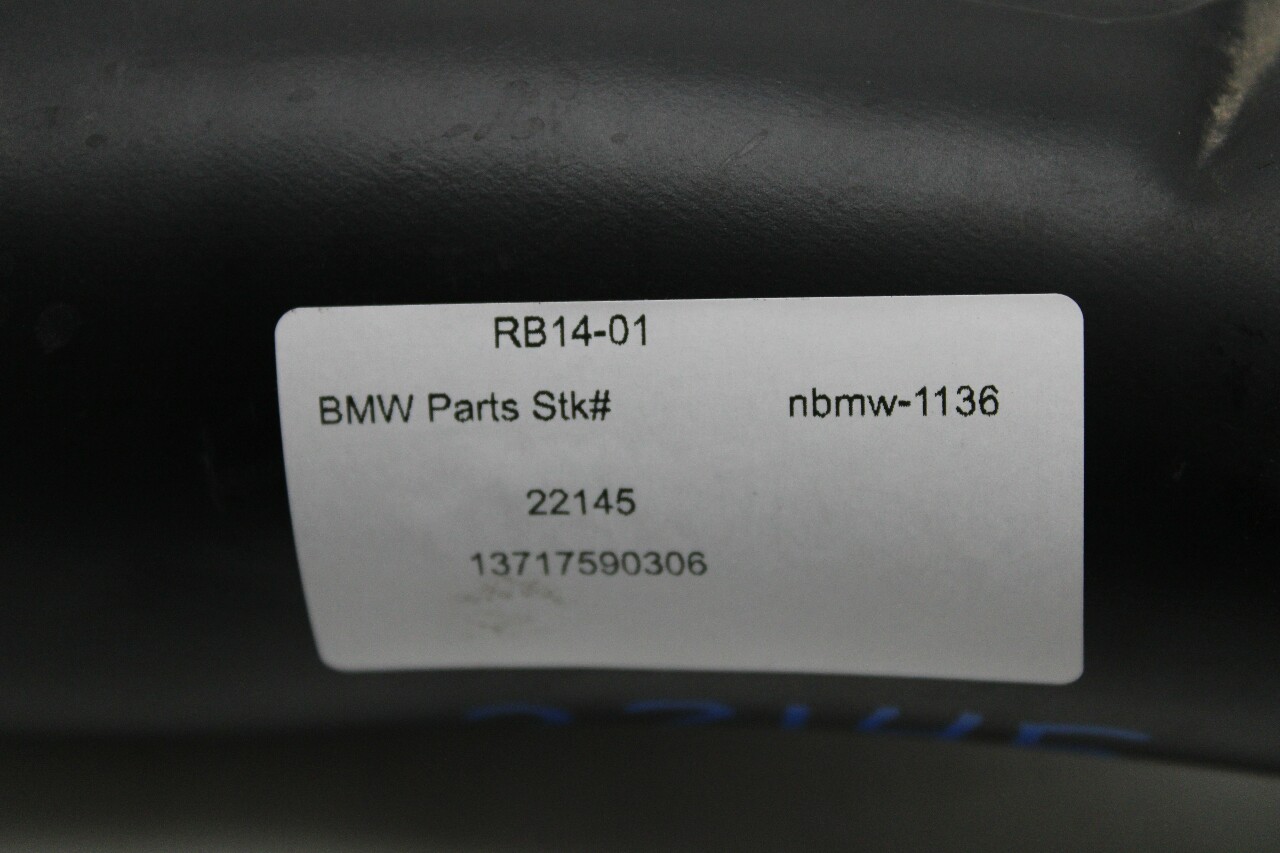 RB14-01
BMW Parts Stk# nbmw-1136
22145
13717590306